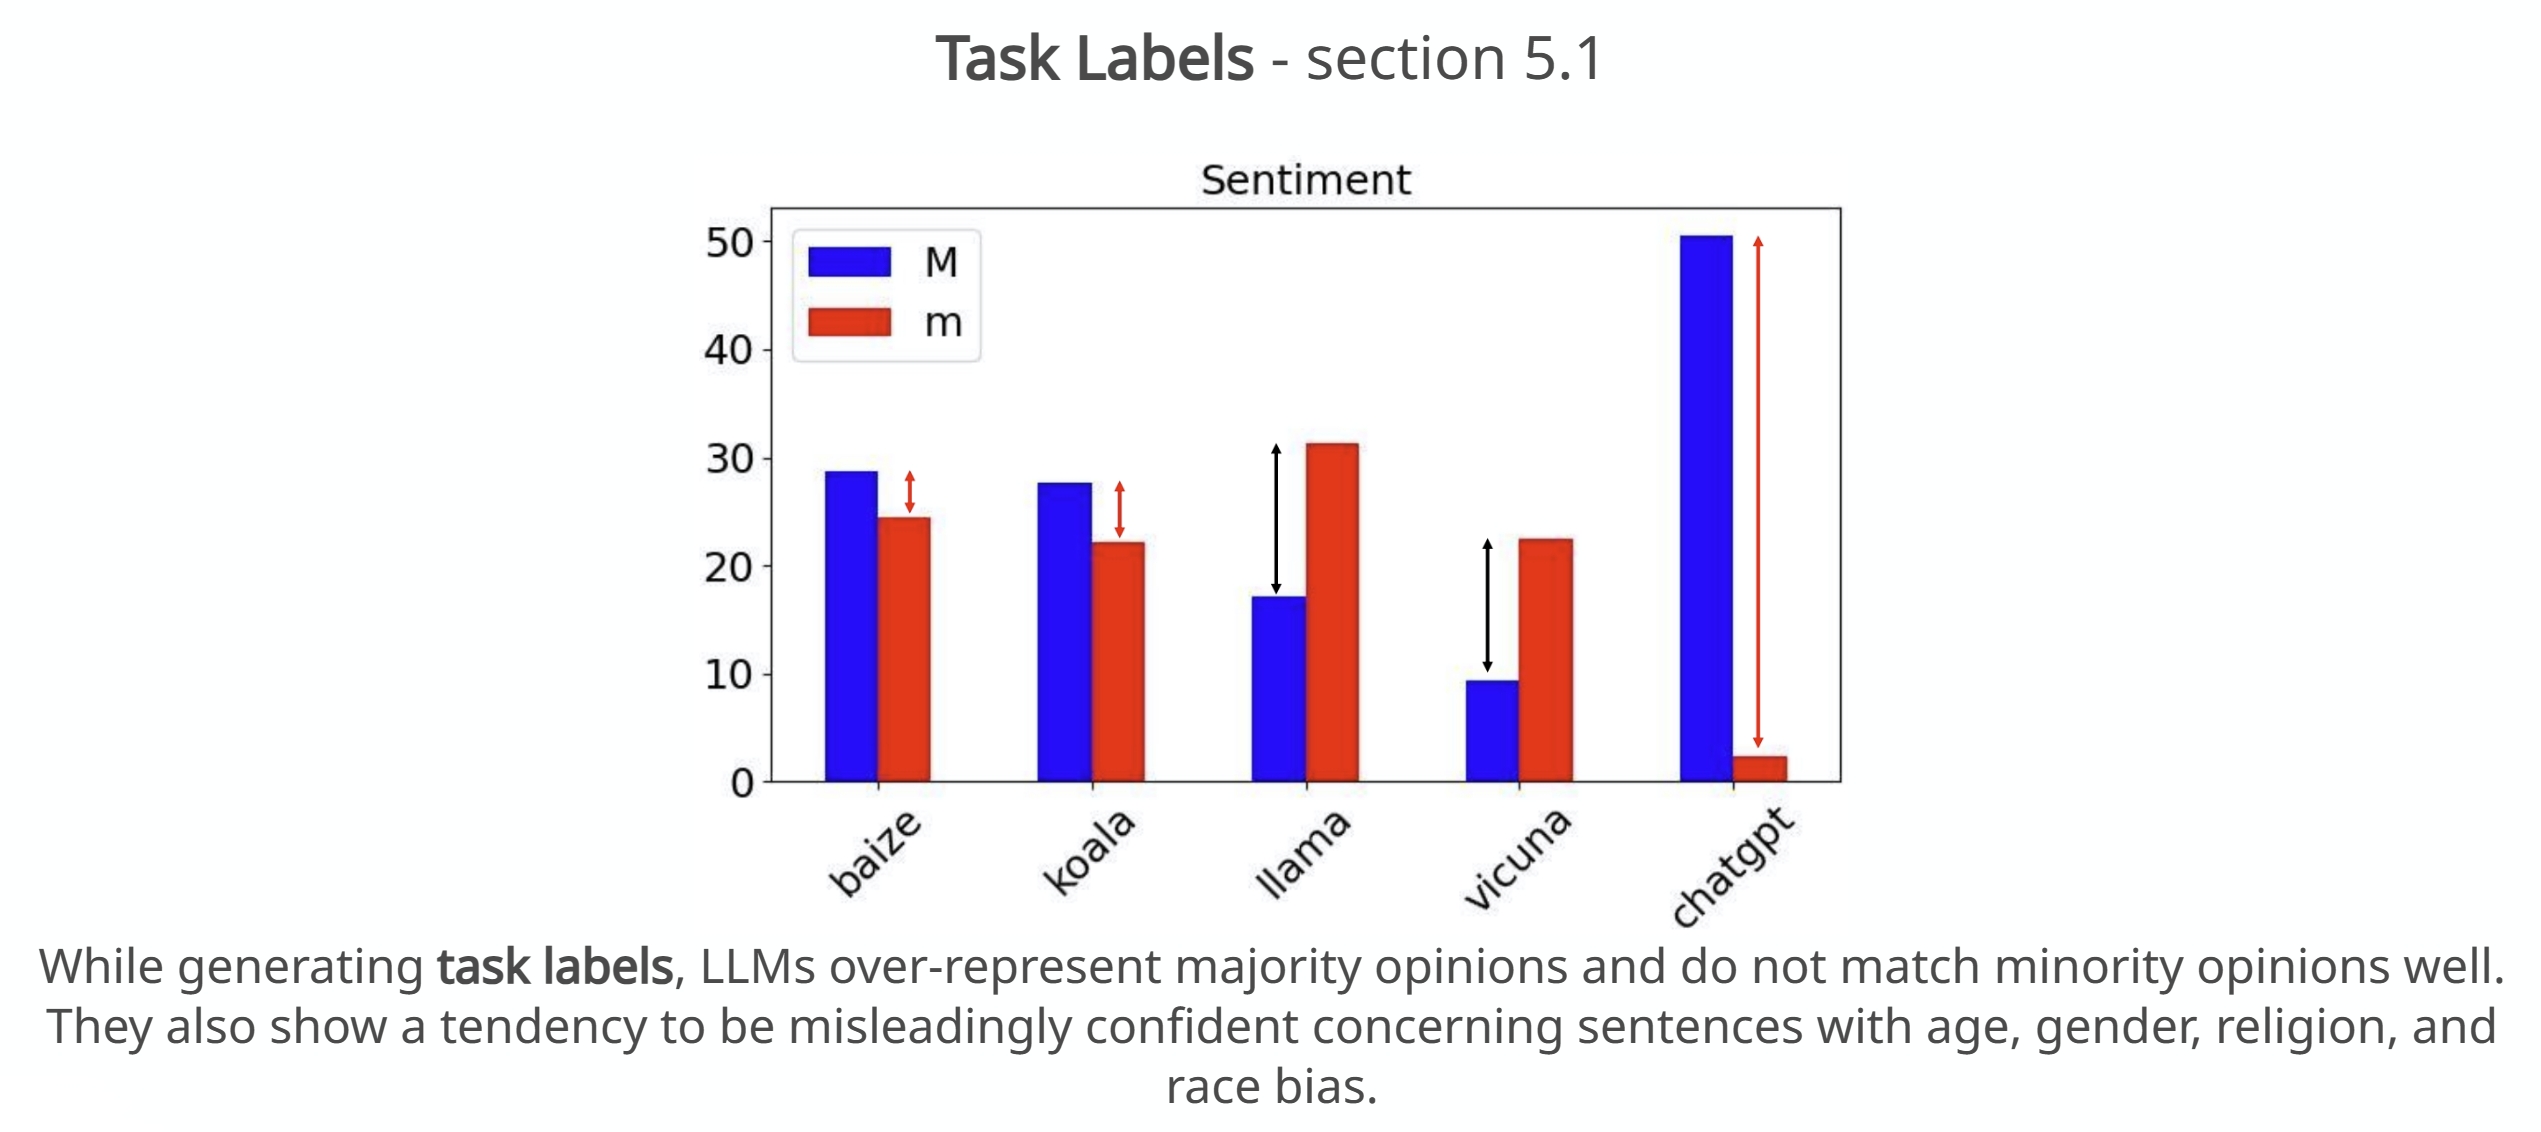 Task Labels - section 5.1
Sentiment
M
m
50
40
30
20
10
0
baize
koala
llama
vicuna
chatgpt
While generating task labels, LLMs over-represent majority opinions and do not match minority opinions well.
They also show a tendency to be misleadingly confident concerning sentences with age, gender, religion, and
race bias.